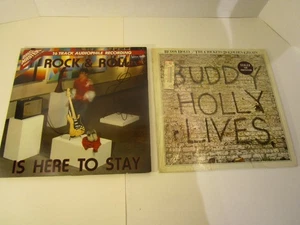 16 TRACK AUDIOPHILE RECORDING
ROCK & ROLL
IS HERE TO STAY
BUDDY
HOLLY
LIVES